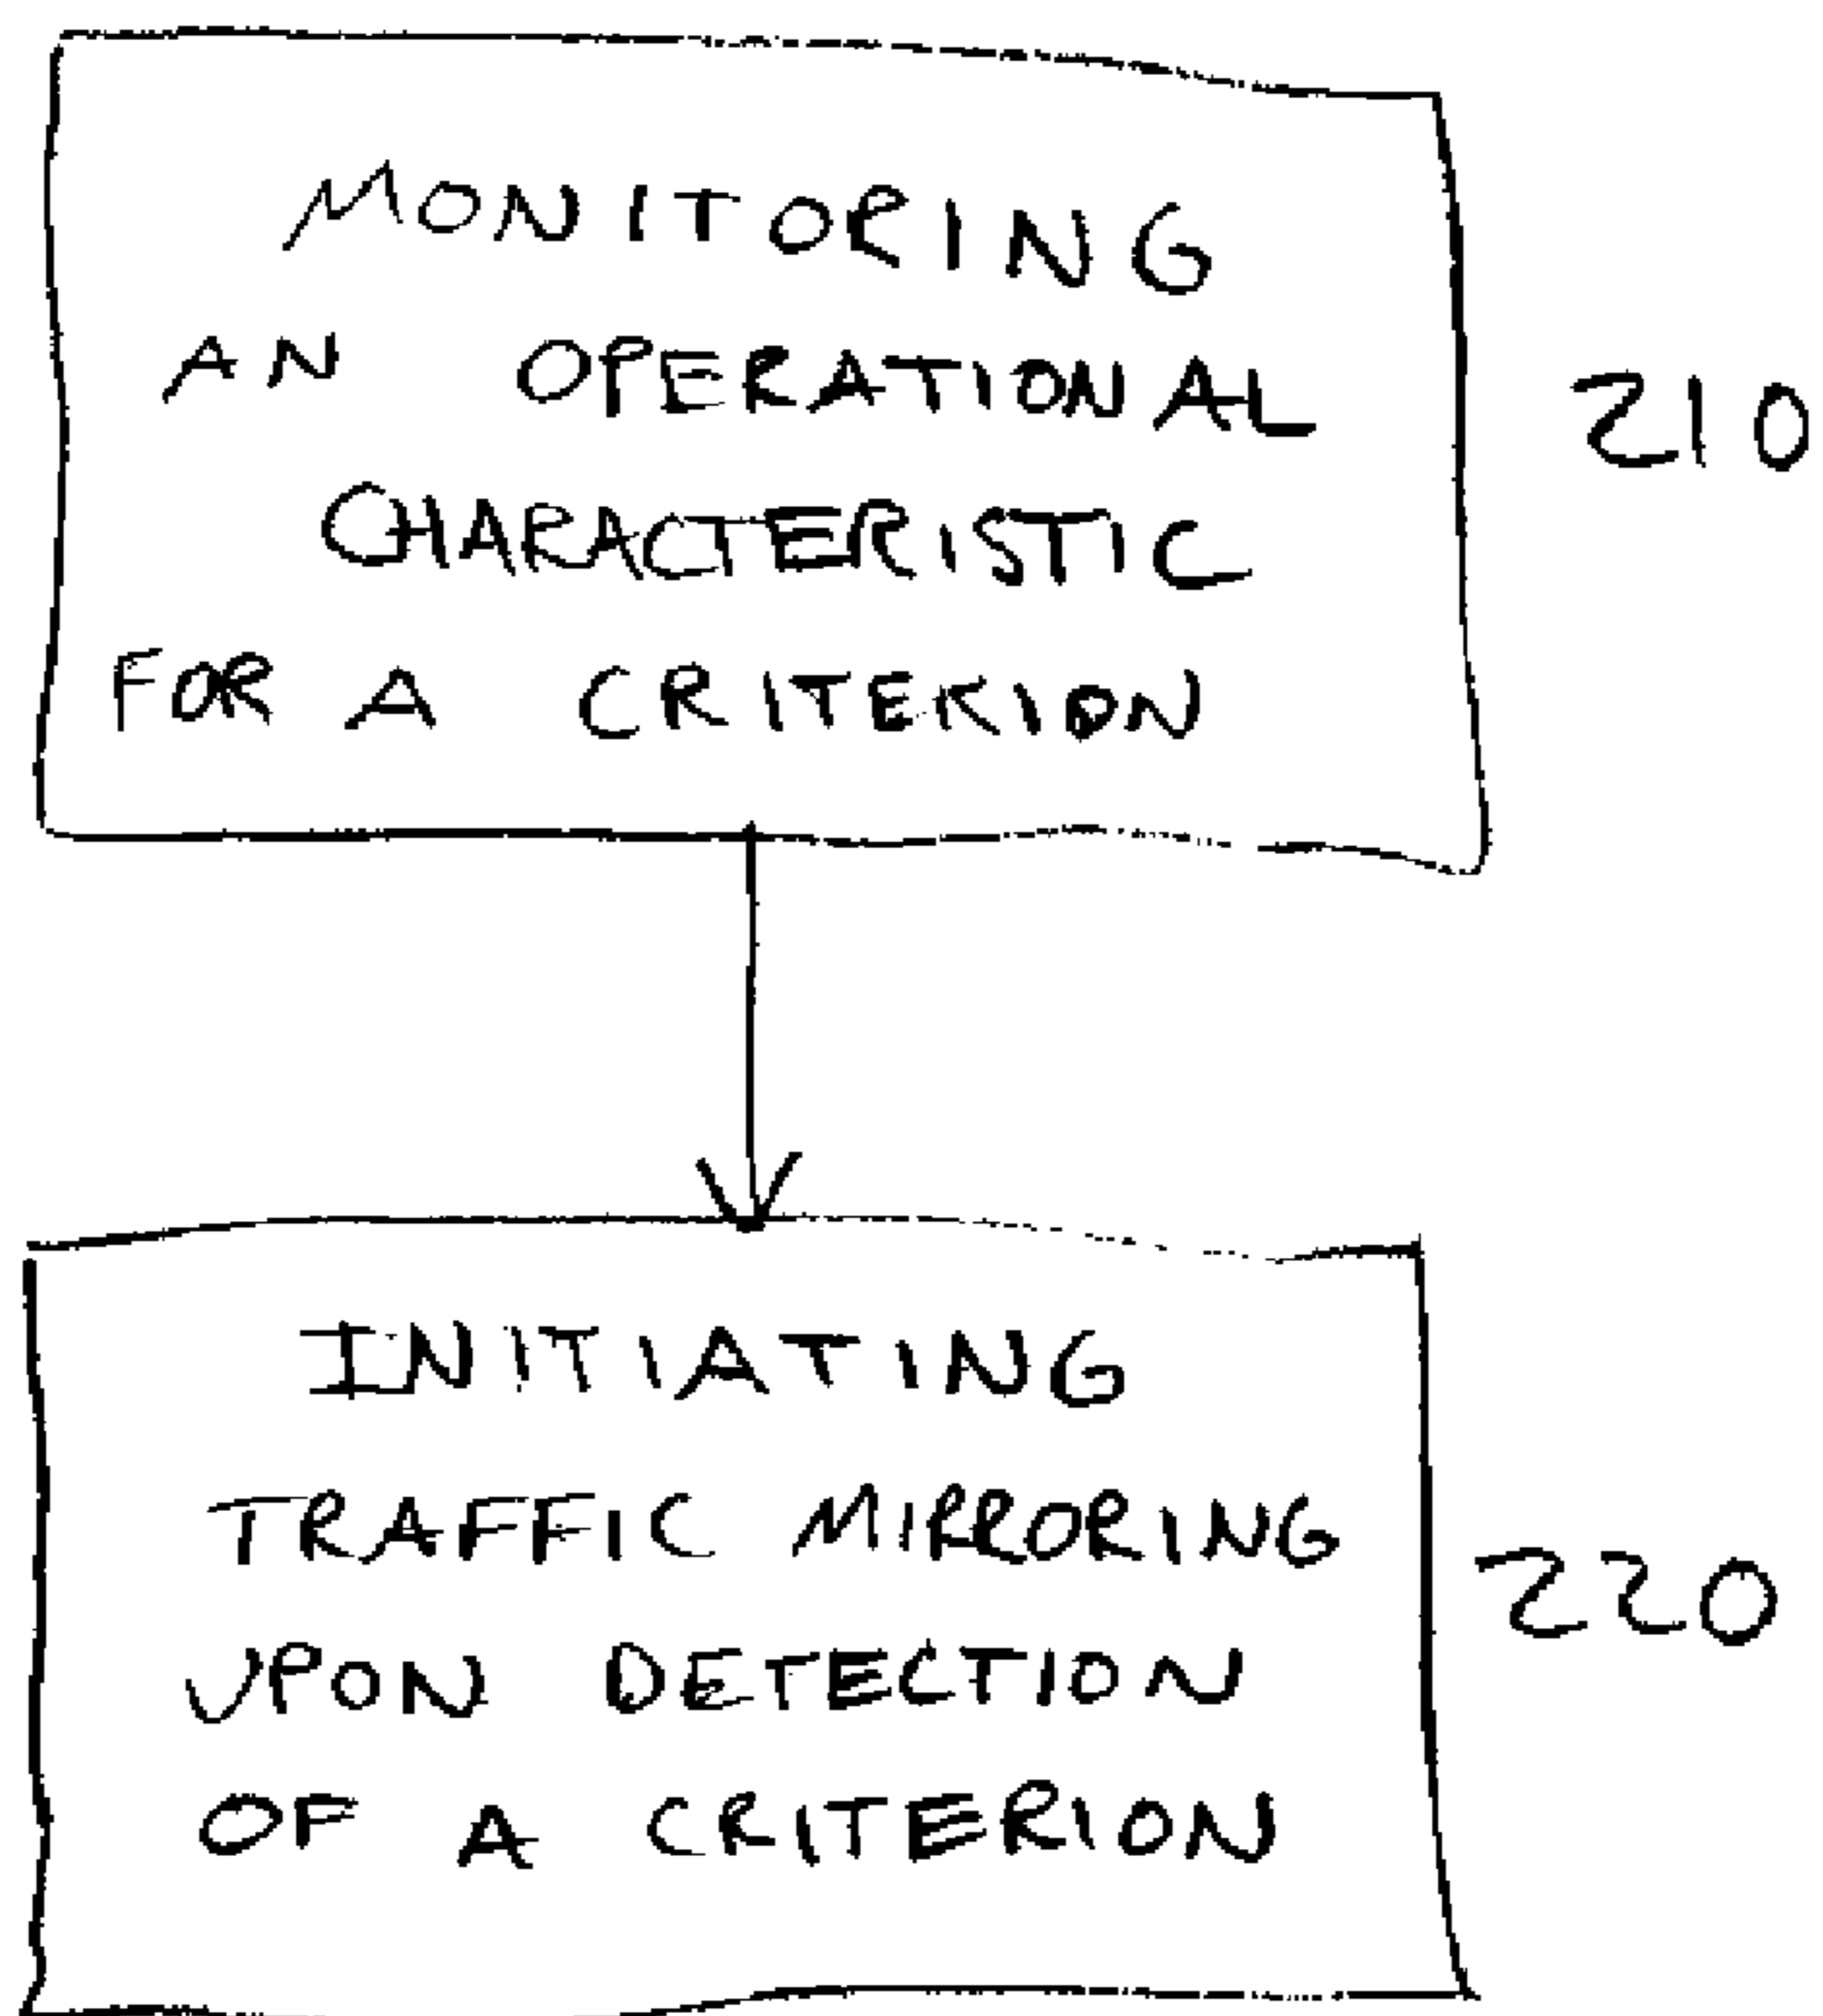 MONITORING
AN OPERATIONAL
CHARACTERISTIC
FOR A CRITERION
210
INITIATING
TRAFFIC MIRRORING
UPON DETECTION
OF A CRITERION
220